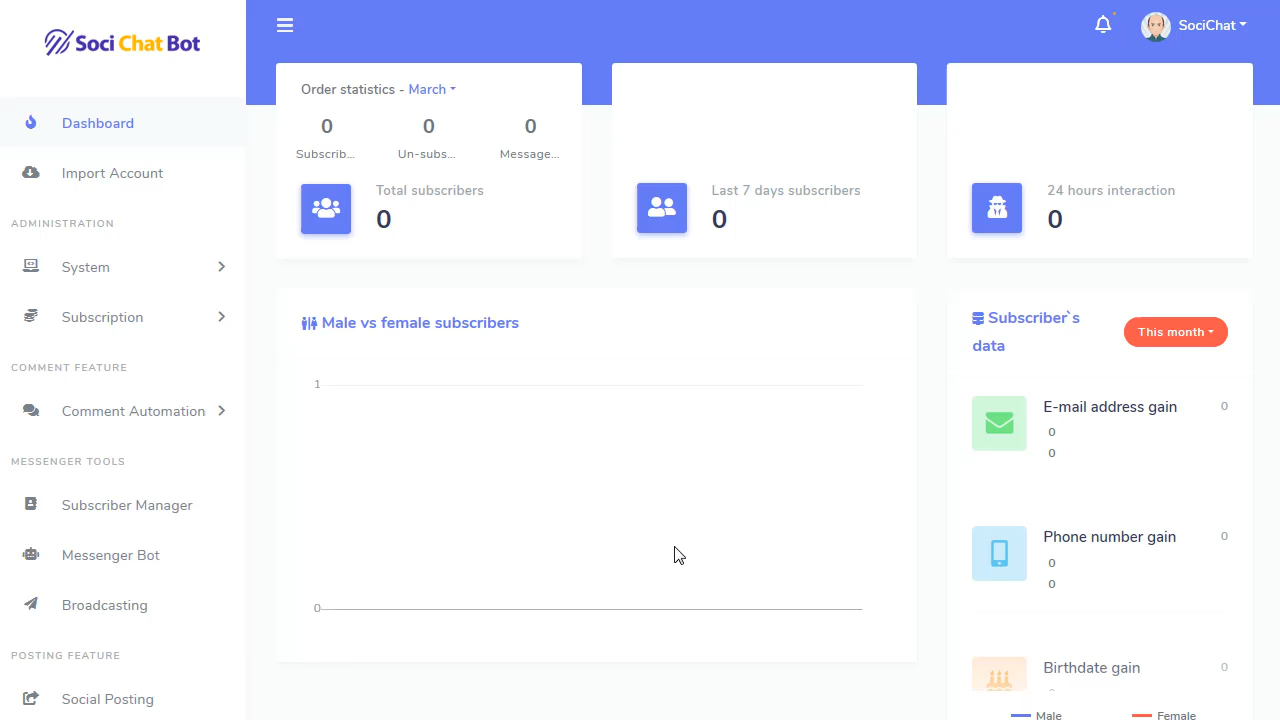 Soci Chat Bot
SociChat
Dashboard
Import Account
ADMINISTRATION
System
Subscription
COMMENT FEATURE
Comment Automation
MESSENGER TOOLS
Subscriber Manager
Messenger Bot
Broadcasting
POSTING FEATURE
Social Posting
Order statistics - March
0 0 0
Subscrib... Un-subs... Message...
Total subscribers
0
Last 7 days subscribers
0
24 hours interaction
0
Male vs female subscribers
1
0
Subscriber`s
data
This month
E-mail address gain 0
0
0
Phone number gain 0
0
0
Birthdate gain 0
Male Female